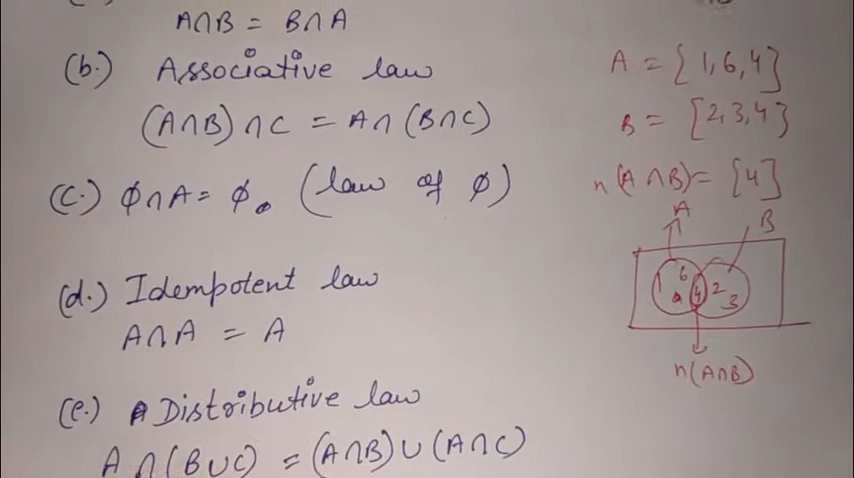 A∩B = B∩A
(b.) Associative law
(A∩B)∩C = A∩(B∩C)
(c.) ϕ∩A = ϕ. (law of ϕ)
(d.) Idempotent law
A∩A = A
(e.) Distributive law
A∩(B∪C) = (A∩B)∪(A∩C)
A = {1,6,4}
B = {2,3,4}
n(A∩B) = {4}
A
B
1 6 4 2 3
n(A∩B)